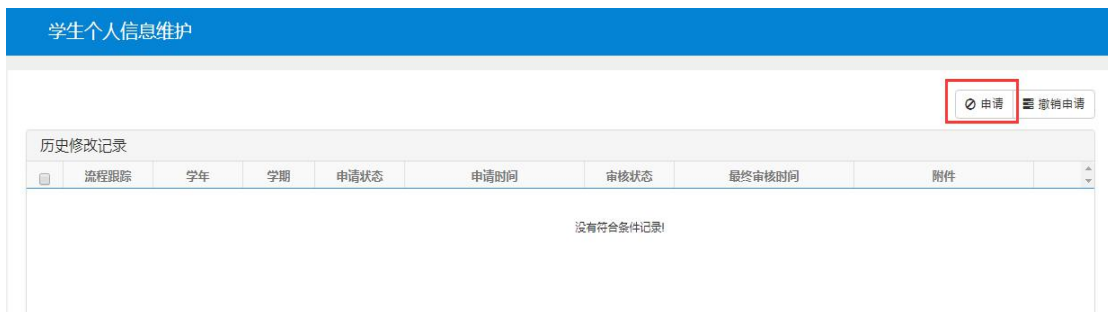 学生个人信息维护
申请 撤销申请
历史修改记录
流程跟踪 学年 学期 申请状态 申请时间 审核状态 最终审核时间 附件
没有符合条件记录!